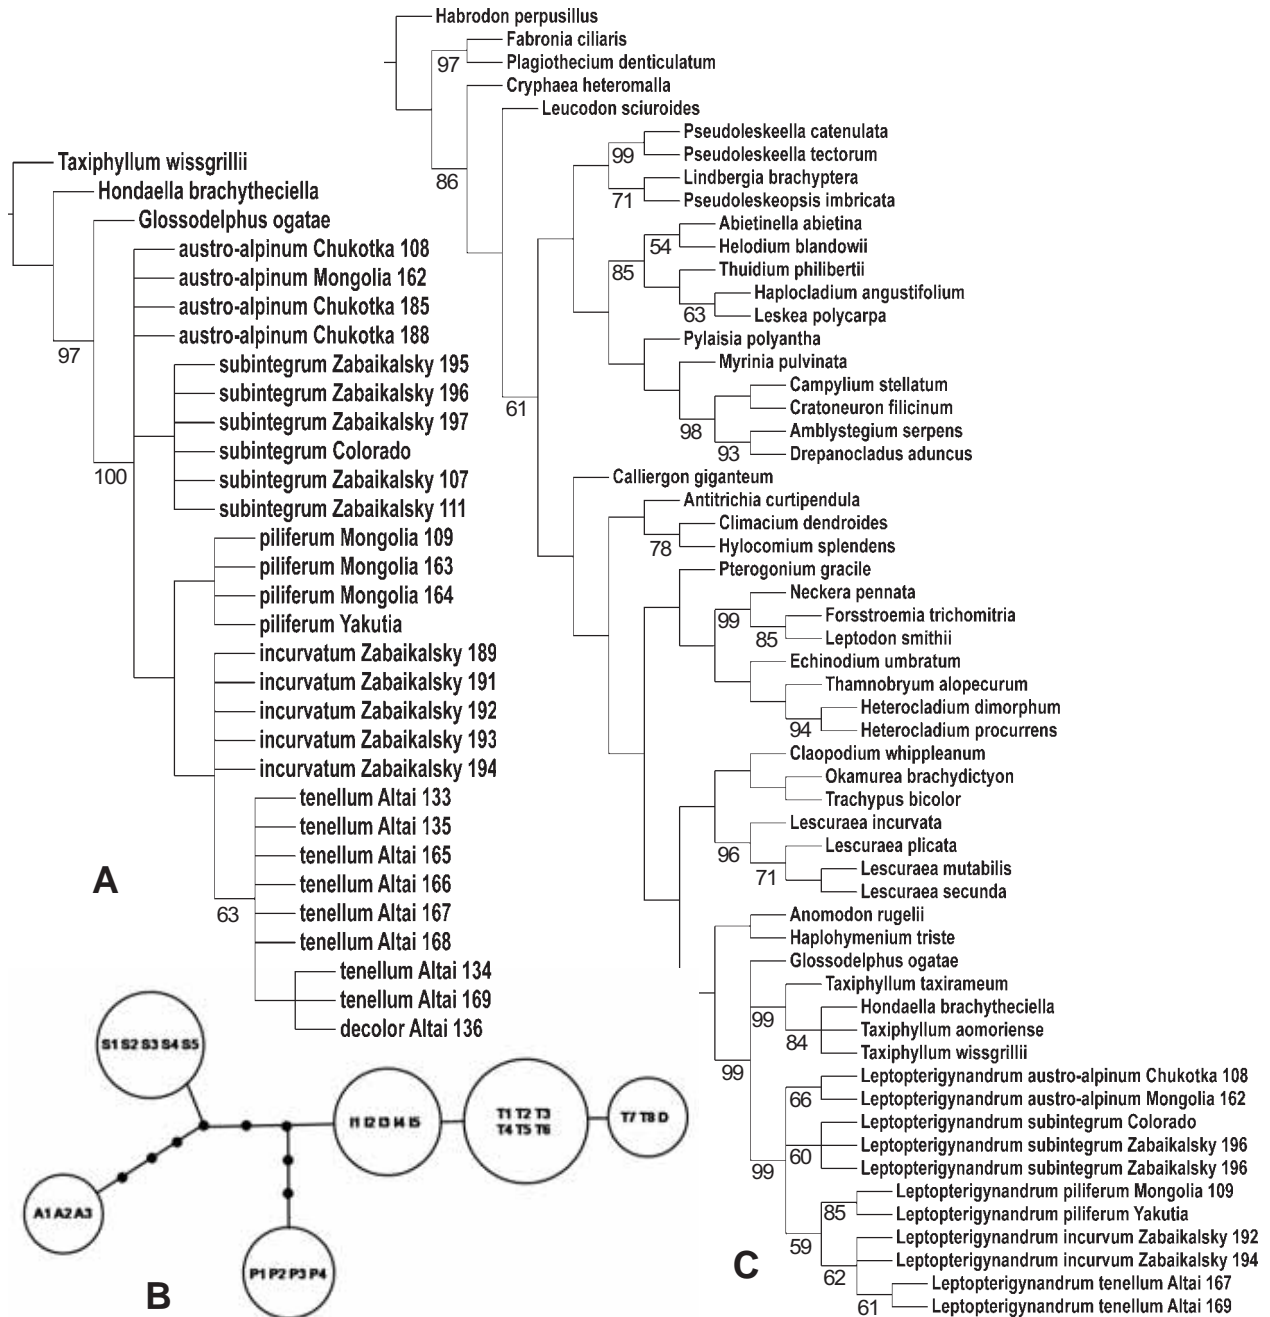 Taxiphyllum wissgrillii
Hondaella brachytheciella
Glossodelphus ogatae
austro-alpinum Chukotka 108
austro-alpinum Mongolia 162
austro-alpinum Chukotka 185
austro-alpinum Chukotka 188
97
subintegrum Zabaikalsky 195
subintegrum Zabaikalsky 196
subintegrum Zabaikalsky 197
subintegrum Colorado
100
subintegrum Zabaikalsky 107
subintegrum Zabaikalsky 111
piliferum Mongolia 109
piliferum Mongolia 163
piliferum Mongolia 164
piliferum Yakutia
incurvatum Zabaikalsky 189
incurvatum Zabaikalsky 191
incurvatum Zabaikalsky 192
incurvatum Zabaikalsky 193
incurvatum Zabaikalsky 194
tenellum Altai 133
tenellum Altai 135
tenellum Altai 165
A
tenellum Altai 166
63
tenellum Altai 167
tenellum Altai 168
tenellum Altai 134
tenellum Altai 169
decolor Altai 136
S1 S2 S3 S4 S5
I1 I2 I3 I4 I5
T1 T2 T3
T4 T5 T6
T7 T8 D
A1 A2 A3
P1 P2 P3 P4
B
Habrodon perpusillus
Fabronia ciliaris
97
Plagiothecium denticulatum
Cryphaea heteromalla
Leucodon sciuroides
Pseudoleskeella catenulata
99
Pseudoleskeella tectorum
86
Lindbergia brachyptera
71
Pseudoleskeopsis imbricata
Abietinella abietina
54
Helodium blandowii
85
Thuidium philibertii
Haplocladium angustifolium
63
Leskea polycarpa
Pylaisia polyantha
Myrinia pulvinata
Campylium stellatum
61
Cratoneuron filicinum
98
Amblystegium serpens
93
Drepanocladus aduncus
Calliergon giganteum
Antitrichia curtipendula
Climacium dendroides
78
Hylocomium splendens
Pterogonium gracile
Neckera pennata
99
Forsstroemia trichomitria
85
Leptodon smithii
Echinodium umbratum
Thamnobryum alopecurum
Heterocladium dimorphum
94
Heterocladium procurrens
Claopodium whippleanum
Okamurea brachydictyon
Trachypus bicolor
Lescuraea incurvata
96
Lescuraea plicata
71
Lescuraea mutabilis
Lescuraea secunda
Anomodon rugelii
Haplohymenium triste
Glossodelphus ogatae
Taxiphyllum taxirameum
99
Hondaella brachytheciella
84
Taxiphyllum aomoriense
Taxiphyllum wissgrillii
99
Leptopterigynandrum austro-alpinum Chukotka 108
66
Leptopterigynandrum austro-alpinum Mongolia 162
Leptopterigynandrum subintegrum Colorado
60
Leptopterigynandrum subintegrum Zabaikalsky 196
99
Leptopterigynandrum subintegrum Zabaikalsky 196
Leptopterigynandrum piliferum Mongolia 109
85
Leptopterigynandrum piliferum Yakutia
59
Leptopterigynandrum incurvum Zabaikalsky 192
62
Leptopterigynandrum incurvum Zabaikalsky 194
C
Leptopterigynandrum tenellum Altai 167
61
Leptopterigynandrum tenellum Altai 169